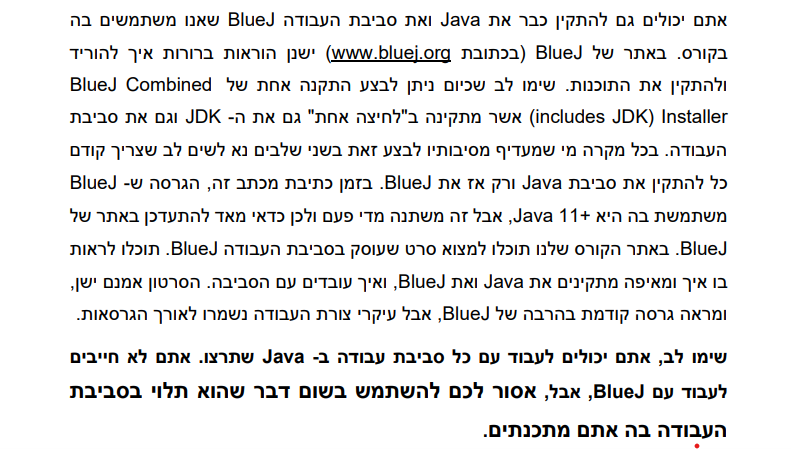 אתם יכולים גם להתקין כבר את Java ואת סביבת העבודה BlueJ שאנו משתמשים בה
בקורס. באתר של BlueJ (בכתובת www.bluej.org) ישנן הוראות ברורות איך להוריד
ולהתקין את התוכנות. שימו לב שכיום ניתן לבצע התקנה אחת של BlueJ Combined
Installer (includes JDK) אשר מתקינה ב"לחיצה אחת" גם את ה- JDK וגם את סביבת
העבודה. בכל מקרה מי שמעדיף מסיבותיו לבצע זאת בשני שלבים נא לשים לב שצריך קודם
כל להתקין את סביבת Java ורק אז את BlueJ. בזמן כתיבת מכתב זה, הגרסה ש- BlueJ
משתמשת בה היא Java 11+, אבל זה משתנה מדי פעם ולכן כדאי מאד להתעדכן באתר של
BlueJ. באתר הקורס שלנו תוכלו למצוא סרט שעוסק בסביבת העבודה BlueJ. תוכלו לראות
בו איך ומאיפה מתקינים את Java ואת BlueJ, ואיך עובדים עם הסביבה. הסרטון אמנם ישן,
ומראה גרסה קודמת בהרבה של BlueJ, אבל עיקרי צורת העבודה נשמרו לאורך הגרסאות.
שימו לב, אתם יכולים לעבוד עם כל סביבת עבודה ב- Java שתרצו. אתם לא חייבים
לעבוד עם BlueJ, אבל, אסור לכם להשתמש בשום דבר שהוא תלוי בסביבת
העבודה בה אתם מתכנתים.